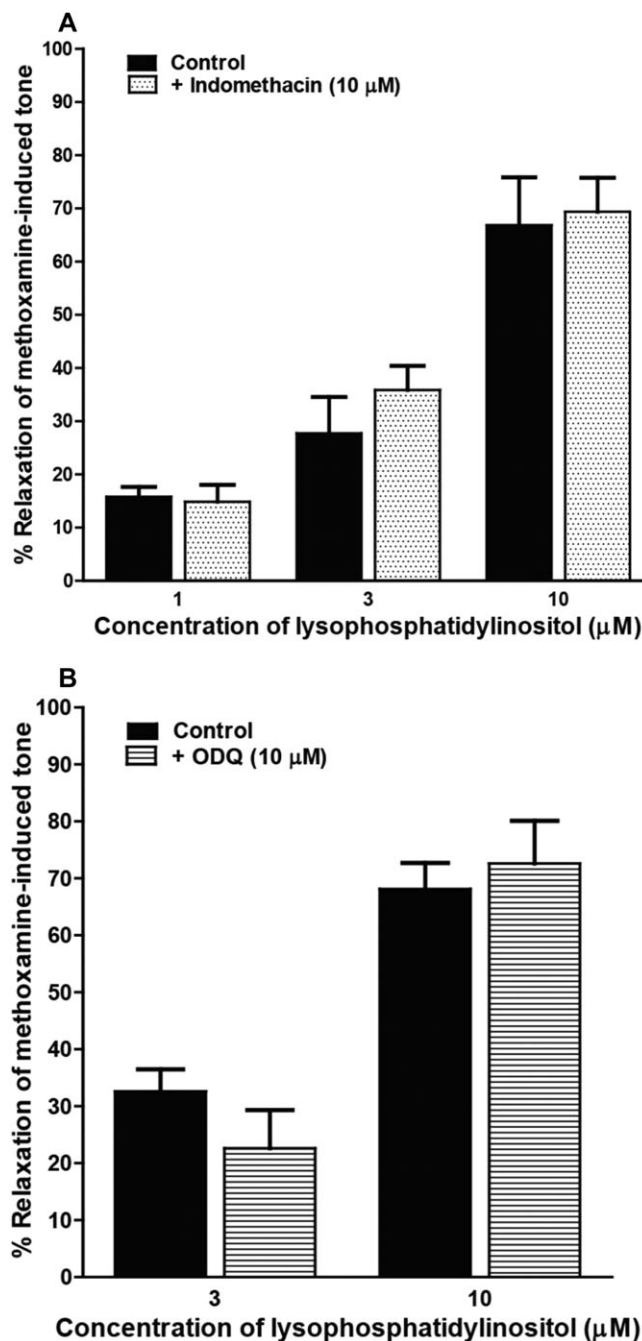 A
% Relaxation of methoxamine-induced tone
100
90
80
70
60
50
40
30
20
10
0
Control
+ Indomethacin (10 μM)
1
3
10
Concentration of lysophosphatidylinositol (μM)
B
% Relaxation of methoxamine-induced tone
100
90
80
70
60
50
40
30
20
10
0
Control
+ ODQ (10 μM)
3
10
Concentration of lysophosphatidylinositol (μM)